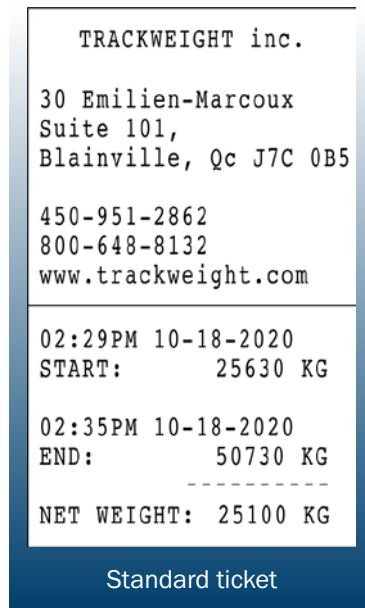 TRACKWEIGHT inc.
30 Emilien-Marcoux
Suite 101,
Blainville, Qc J7C 0B5
450-951-2862
800-648-8132
www.trackweight.com
02:29PM 10-18-2020
START: 25630 KG
02:35PM 10-18-2020
END: 50730 KG
----------
NET WEIGHT: 25100 KG
Standard ticket